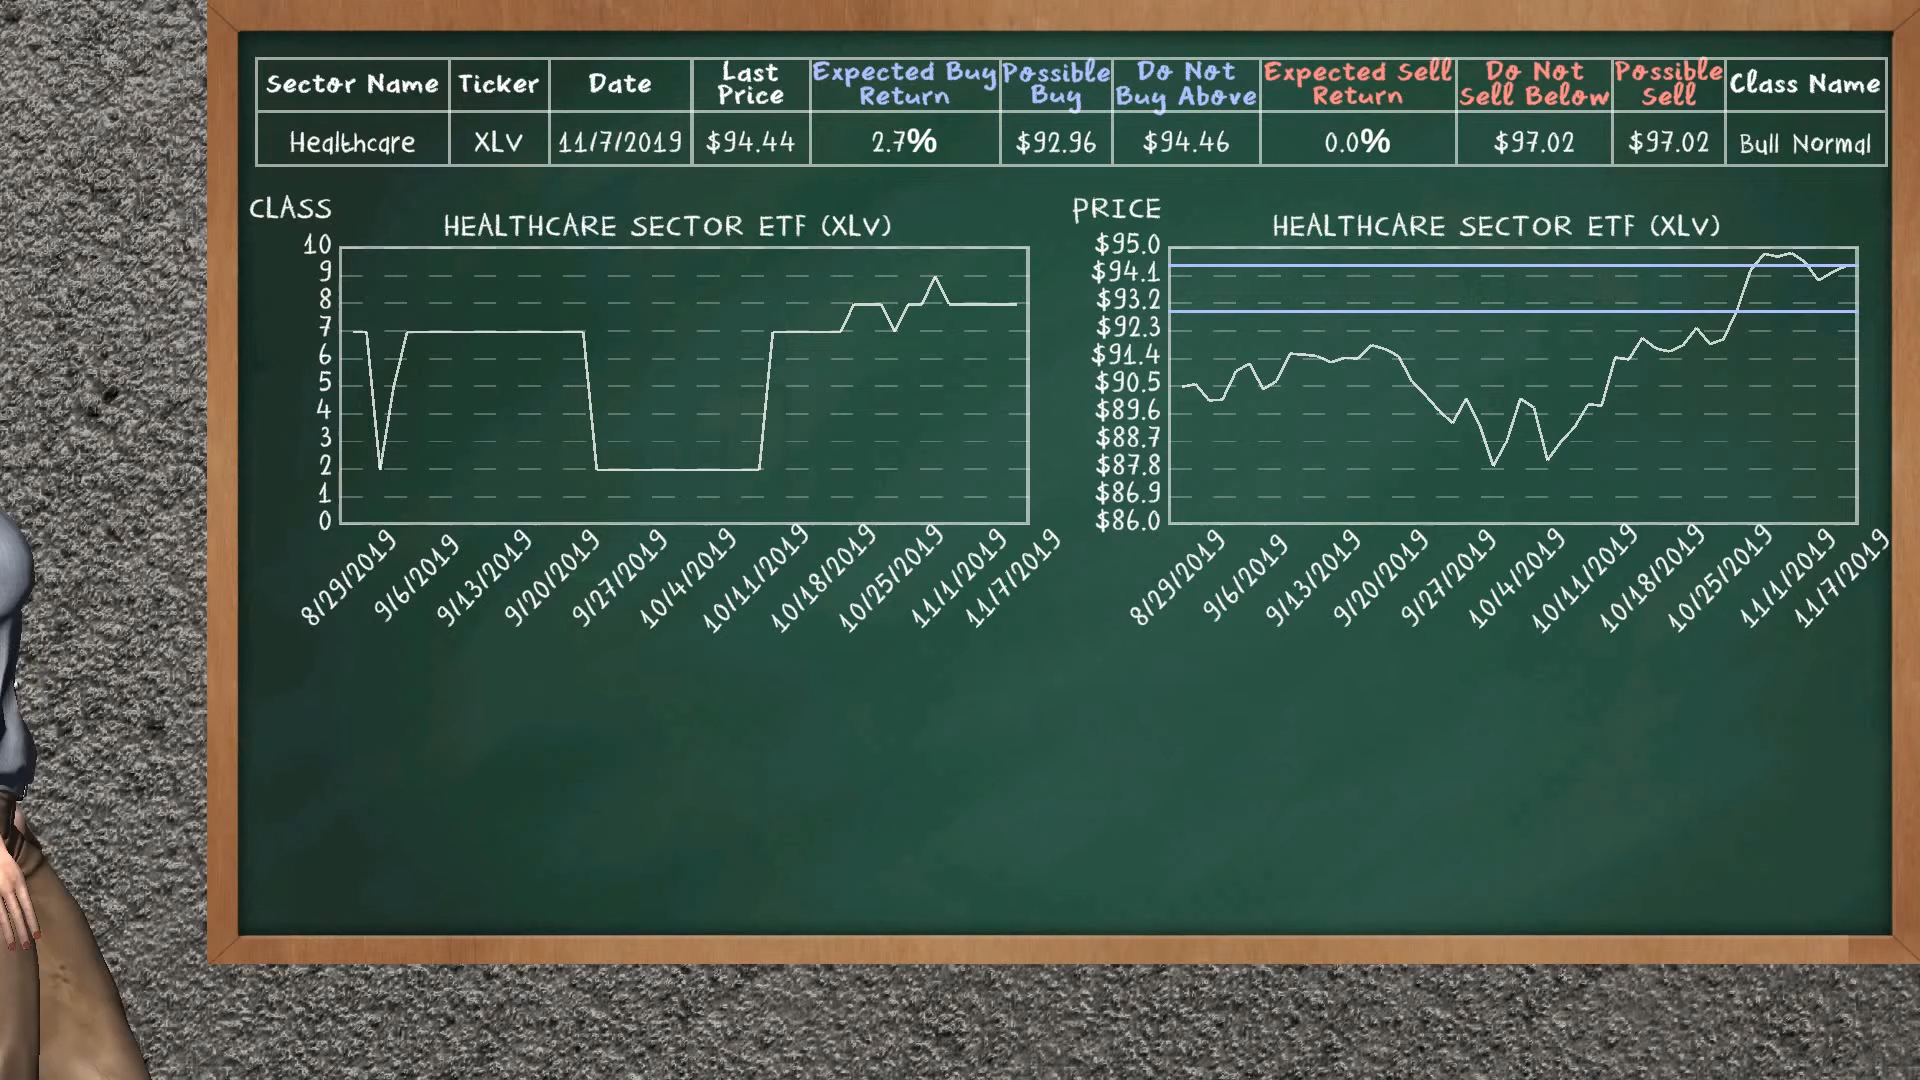 Sector Name Ticker Date Last Price Expected Buy Return Possible Buy Do Not Buy Above Expected Sell Return Do Not Sell Below Possible Sell Class Name
Healthcare XLV 11/7/2019 $94.44 2.7% $92.96 $94.46 0.0% $97.02 $97.02 Bull Normal
CLASS
HEALTHCARE SECTOR ETF (XLV)
10
9
8
7
6
5
4
3
2
1
0
8/29/2019 9/6/2019 9/13/2019 9/20/2019 9/27/2019 10/4/2019 10/11/2019 10/18/2019 10/25/2019 11/1/2019 11/7/2019
PRICE
HEALTHCARE SECTOR ETF (XLV)
$95.0
$94.1
$93.2
$92.3
$91.4
$90.5
$89.6
$88.7
$87.8
$86.9
$86.0
8/29/2019 9/6/2019 9/13/2019 9/20/2019 9/27/2019 10/4/2019 10/11/2019 10/18/2019 10/25/2019 11/1/2019 11/7/2019